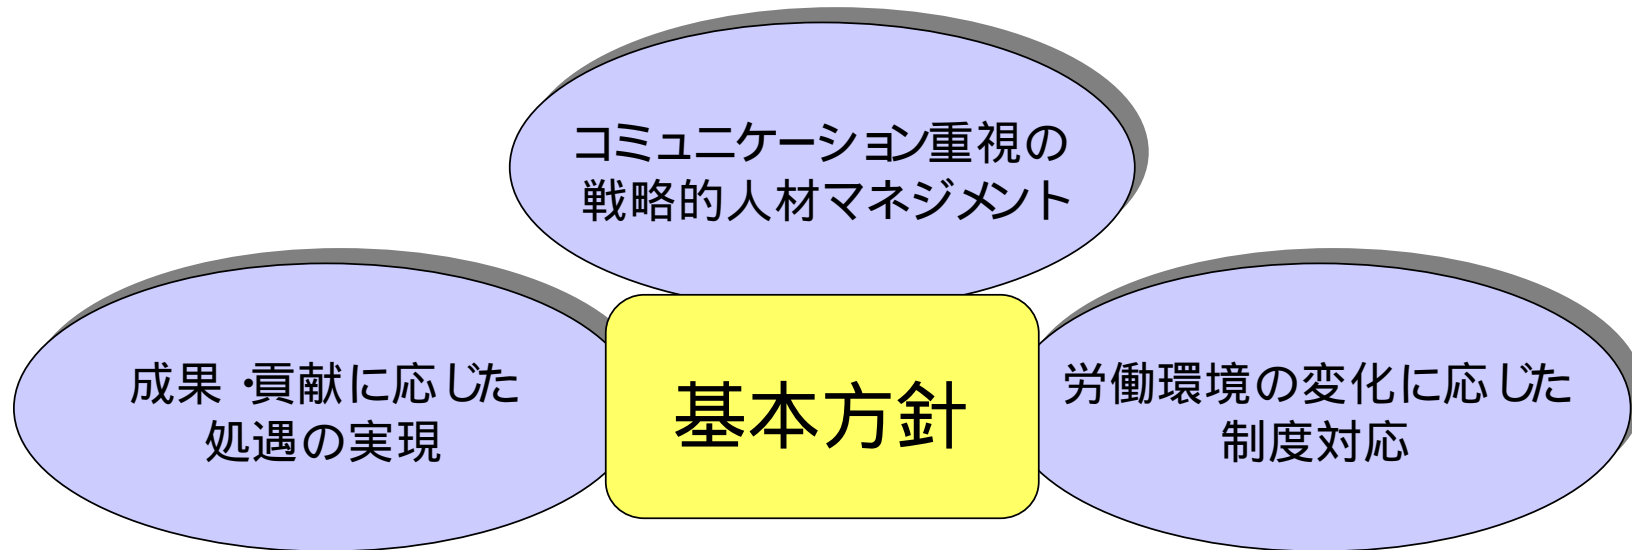 コミュニケーション重視の
戦略的人材マネジメント
成果・貢献に応じた
処遇の実現
基本方針
労働環境の変化に応じた
制度対応